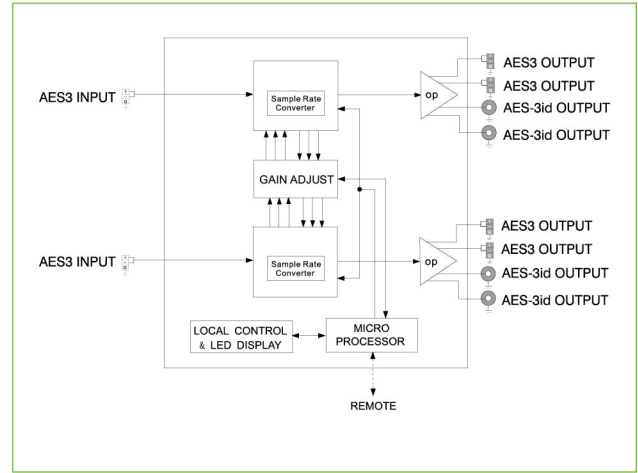 AES3 INPUT
Sample Rate
Converter
op
AES3 OUTPUT
AES3 OUTPUT
AES-3id OUTPUT
AES-3id OUTPUT
GAIN ADJUST
AES3 INPUT
Sample Rate
Converter
op
AES3 OUTPUT
AES3 OUTPUT
AES-3id OUTPUT
AES-3id OUTPUT
LOCAL CONTROL
& LED DISPLAY
MICRO
PROCESSOR
REMOTE